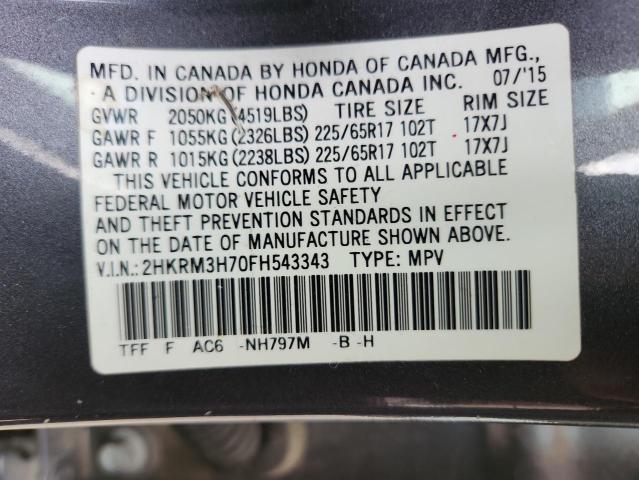 MFD. IN CANADA BY HONDA OF CANADA MFG.,
A DIVISION OF HONDA CANADA INC. 07/'15
GVWR 2050KG(4519LBS) TIRE SIZE RIM SIZE
GAWR F 1055KG(2326LBS) 225/65R17 102T 17X7J
GAWR R 1015KG(2238LBS) 225/65R17 102T 17X7J
THIS VEHICLE CONFORMS TO ALL APPLICABLE
FEDERAL MOTOR VEHICLE SAFETY
AND THEFT PREVENTION STANDARDS IN EFFECT
ON THE DATE OF MANUFACTURE SHOWN ABOVE.
V.I.N.: 2HKRM3H70FH543343 TYPE: MPV
TFF F AC6 -NH797M -B -H